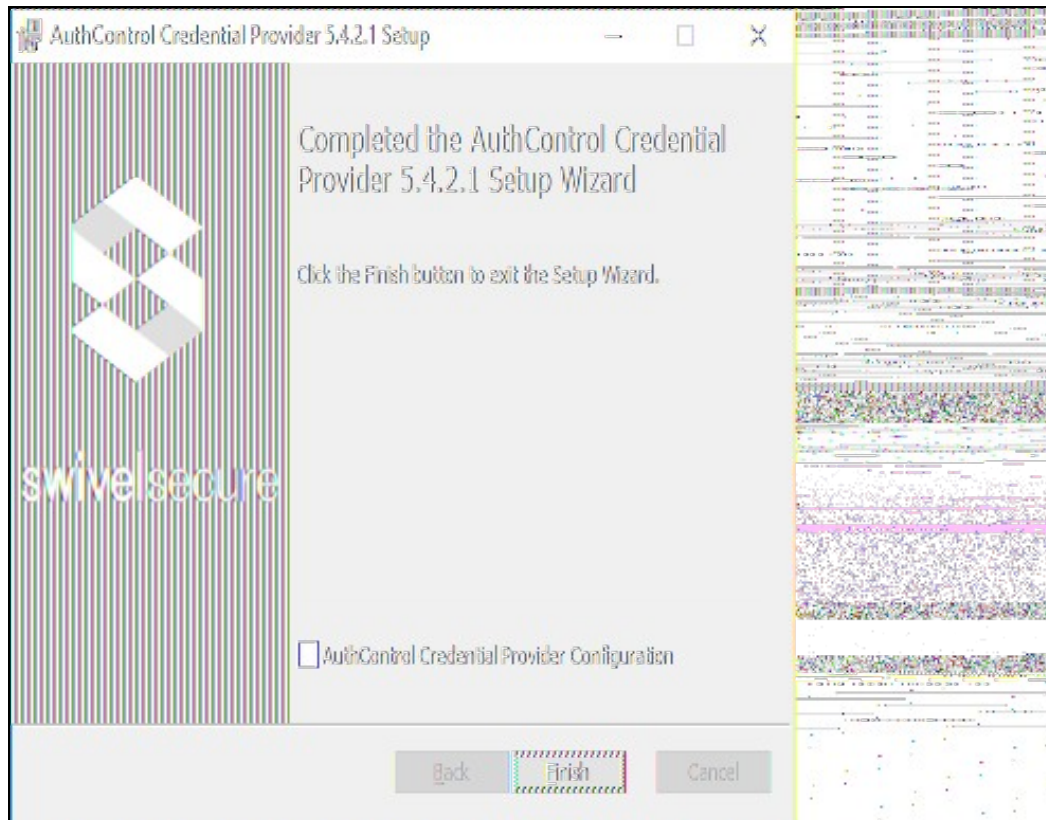 AuthControl Credential Provider 5.4.2.1 Setup
Completed the AuthControl Credential
Provider 5.4.2.1 Setup Wizard
Click the Finish button to exit the Setup Wizard.
swivelsecure
AuthControl Credential Provider Configuration
Back
Finish
Cancel